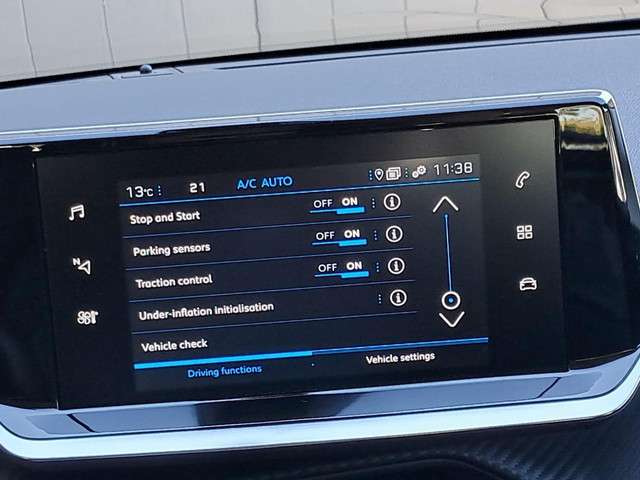 13°C 21 A/C AUTO 11:38
Stop and Start OFF ON
Parking sensors OFF ON
Traction control OFF ON
Under-inflation initialisation
Vehicle check
Driving functions Vehicle settings
N